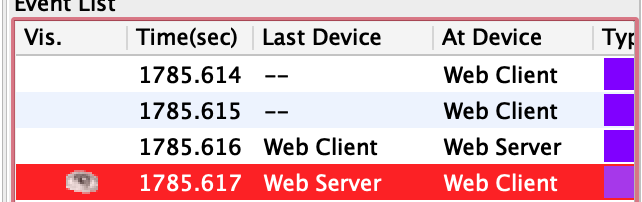 Event List
Vis. Time(sec) Last Device At Device Typ
1785.614 -- Web Client
1785.615 -- Web Client
1785.616 Web Client Web Server
1785.617 Web Server Web Client